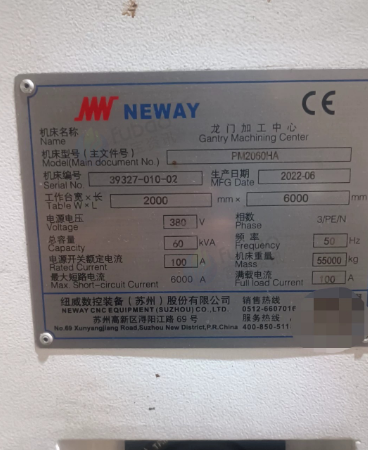 NEWAY CE
机床名称 龙门加工中心
Name Gantry Machining Center
机床型号(主文件号) PM2060HA
Model(Main document No.)
机床编号 39327-010-02 生产日期 2022-06
Serial No. MFG Date
工作台宽×长 2000 mm× 6000 mm
Table W×L
电源电压 380 V 相数 3/PE/N
Voltage Phase
总容量 60 kVA 频率 50 Hz
Capacity Frequency
电源开关额定电流 100 A 机床重量 55000 kg
Rated Current Mass
最大短路电流 6000 A 满载电流 100 A
Max. Short-circuit Current Full load Current
纽威数控装备(苏州)股份有限公司 销售热线
NEWAY CNC EQUIPMENT (SUZHOU) CO.,LTD. 0512-660701
苏州高新区浔阳江路69号 服务热线
No.69 Xunyangjiang Road,Suzhou New District,P.R.China 400-850-511